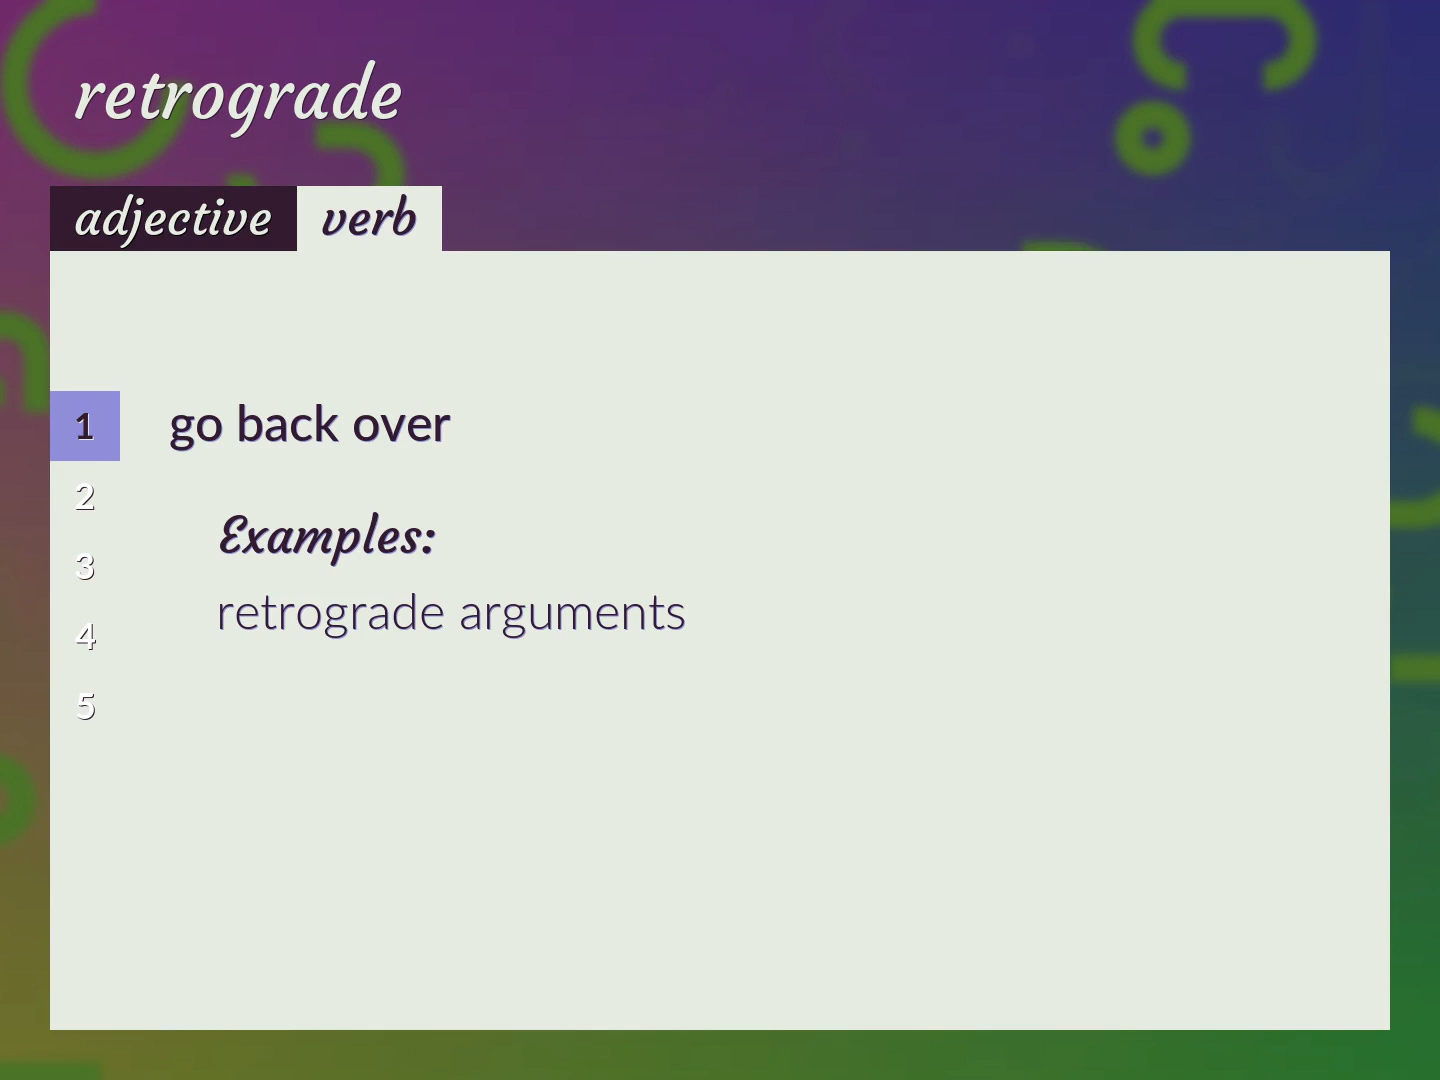 retrograde
adjective verb
1 go back over
2
Examples:
3
retrograde arguments
4
5